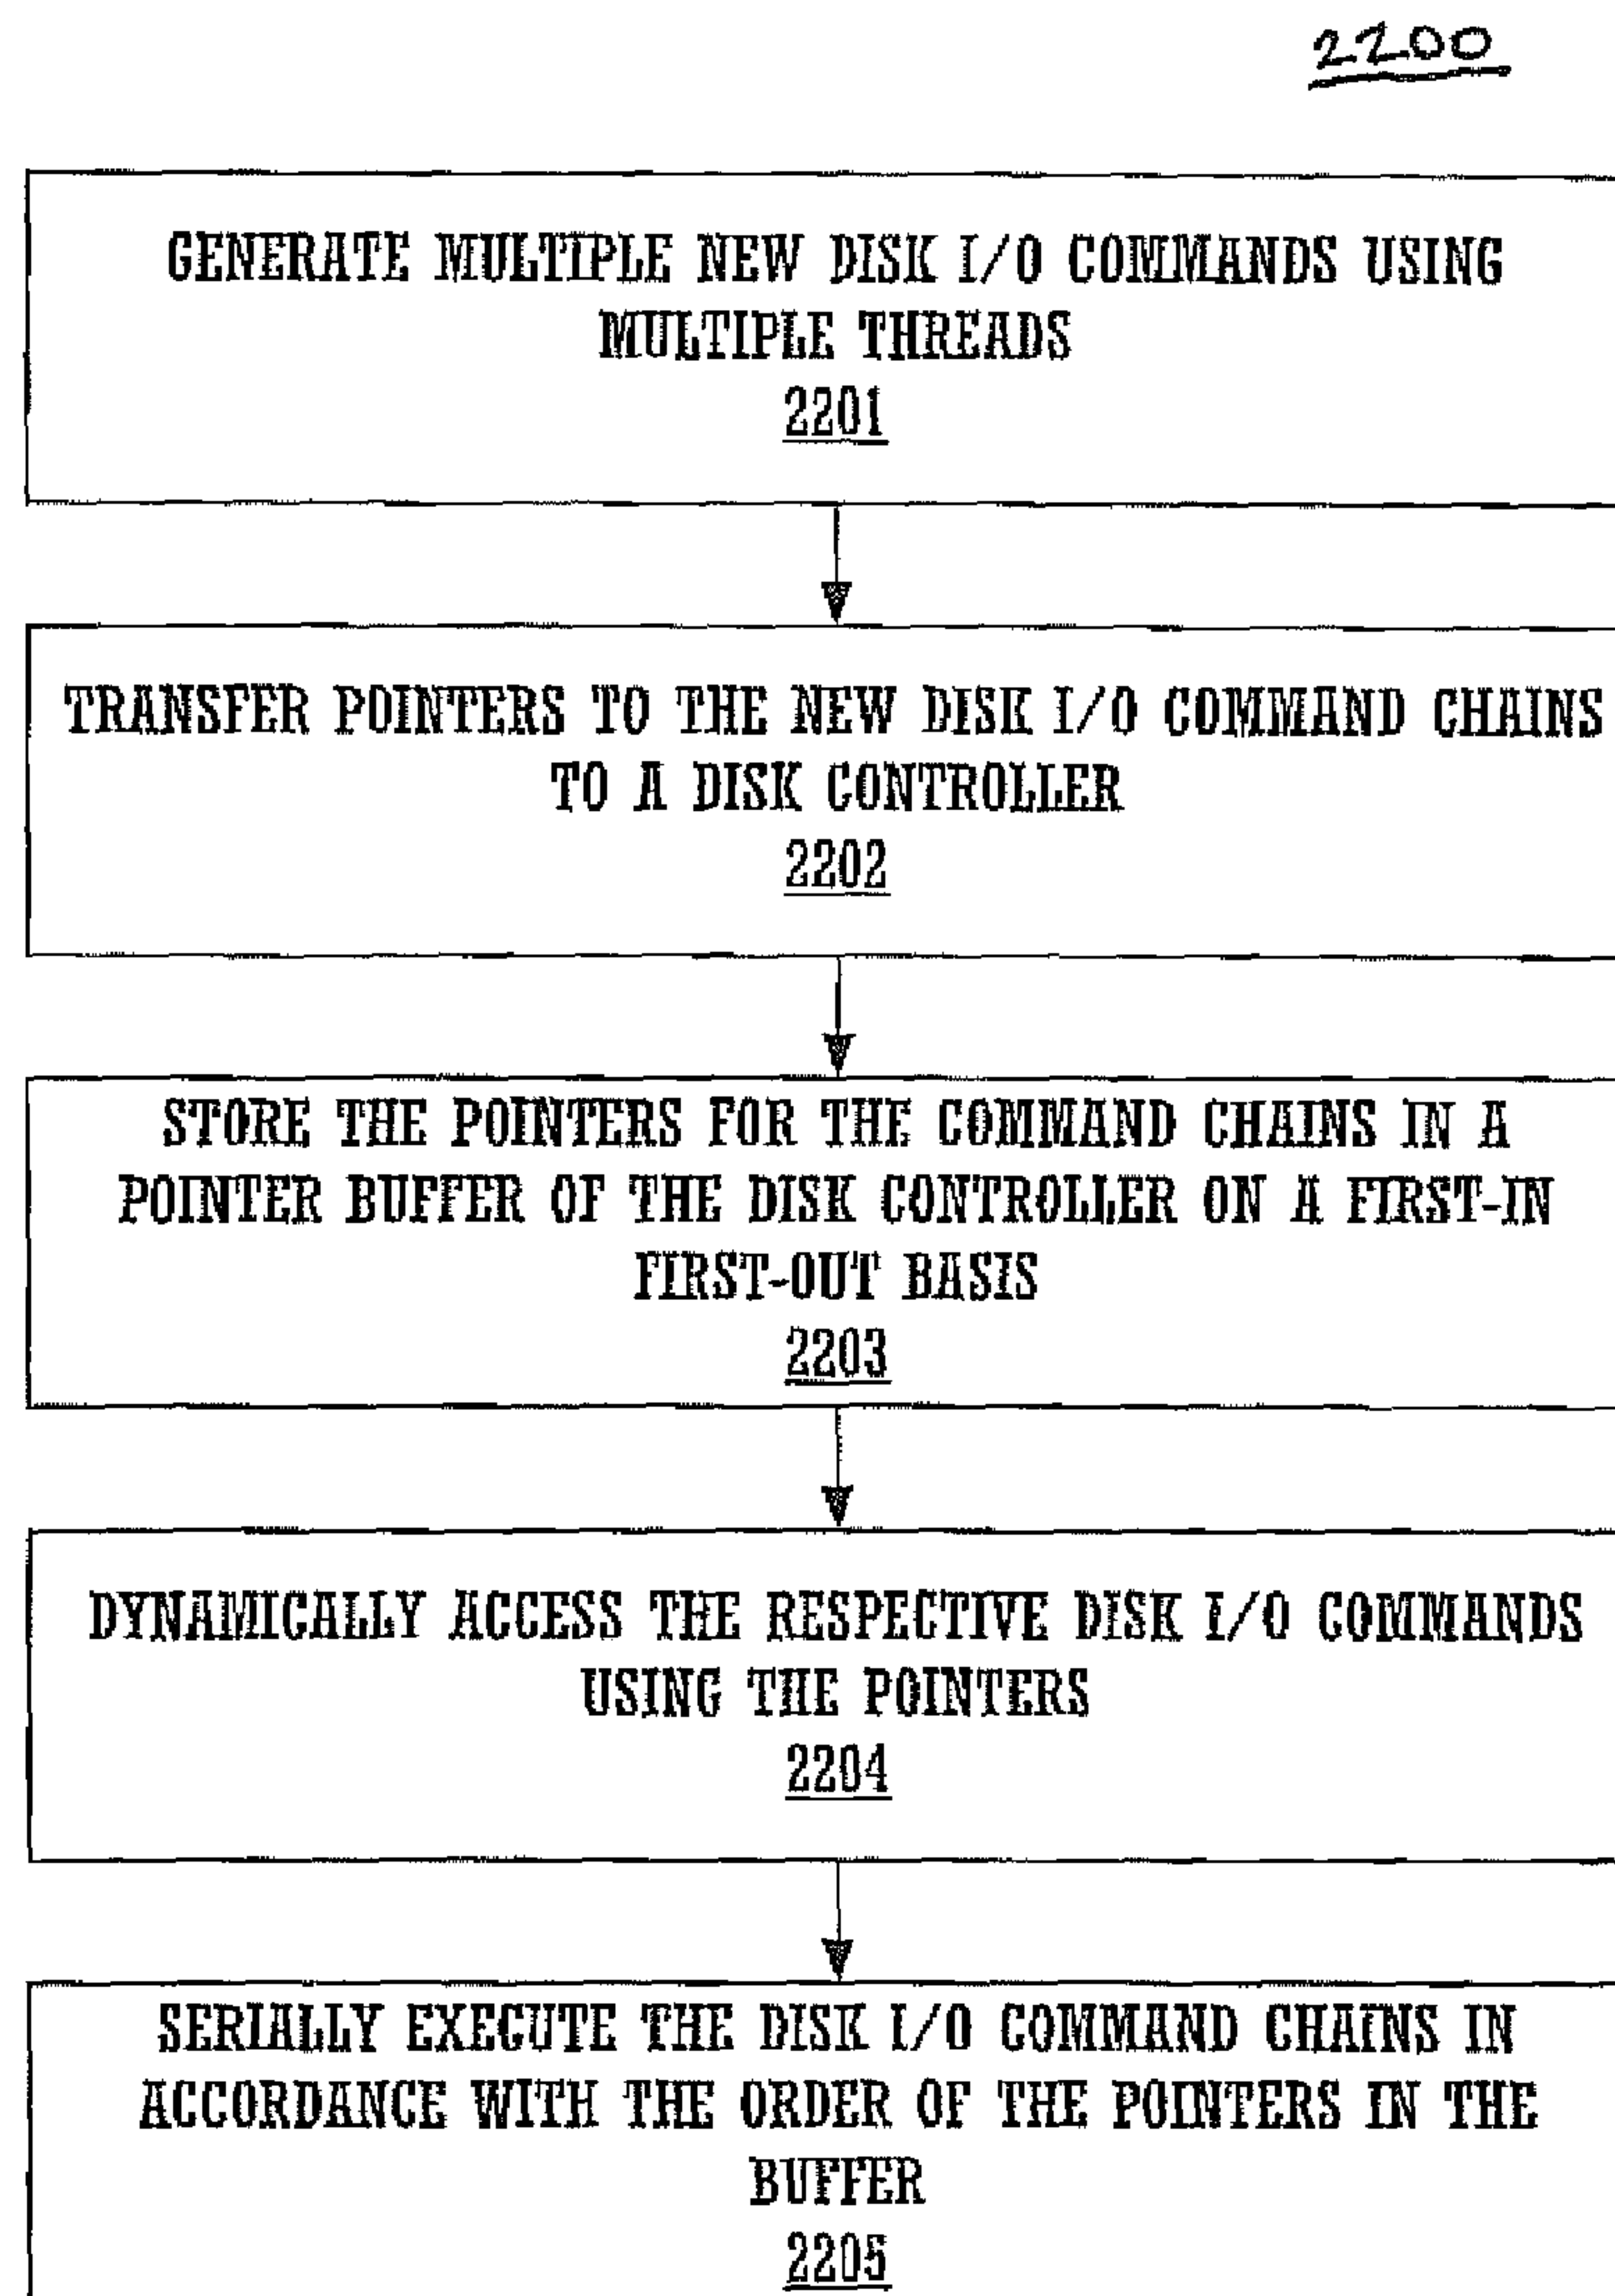 2200
GENERATE MULTIPLE NEW DISK I/O COMMANDS USING
MULTIPLE THREADS
2201
TRANSFER POINTERS TO THE NEW DISK I/O COMMAND CHAINS
TO A DISK CONTROLLER
2202
STORE THE POINTERS FOR THE COMMAND CHAINS IN A
POINTER BUFFER OF THE DISK CONTROLLER ON A FIRST-IN
FIRST-OUT BASIS
2203
DYNAMICALLY ACCESS THE RESPECTIVE DISK I/O COMMANDS
USING THE POINTERS
2204
SERIALLY EXECUTE THE DISK I/O COMMAND CHAINS IN
ACCORDANCE WITH THE ORDER OF THE POINTERS IN THE
BUFFER
2205